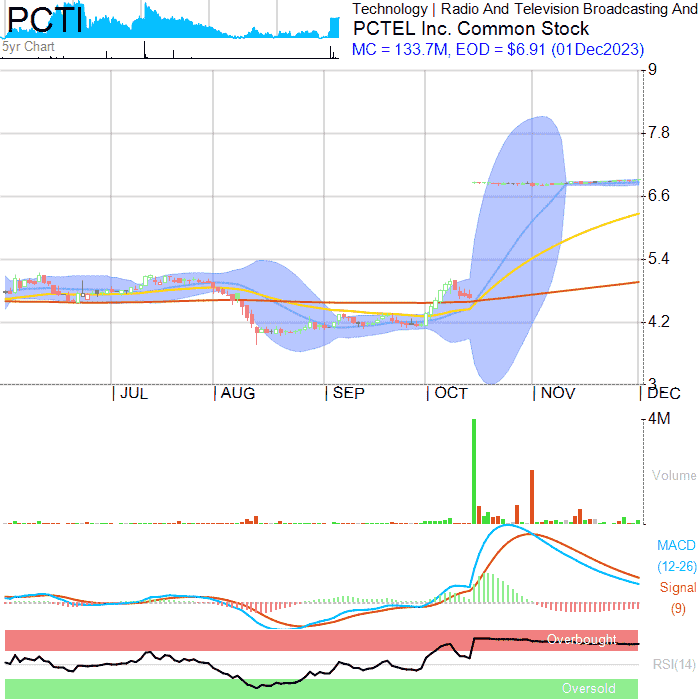 PCTI
5yr Chart
Technology | Radio And Television Broadcasting And
PCTEL Inc. Common Stock
MC = 133.7M, EOD = $6.91 (01Dec2023)
9
7.8
6.6
5.4
4.2
3
JUL
AUG
SEP
OCT
NOV
DEC
4M
Volume
MACD
(12-26)
Signal
(9)
Overbought
RSI(14)
Oversold